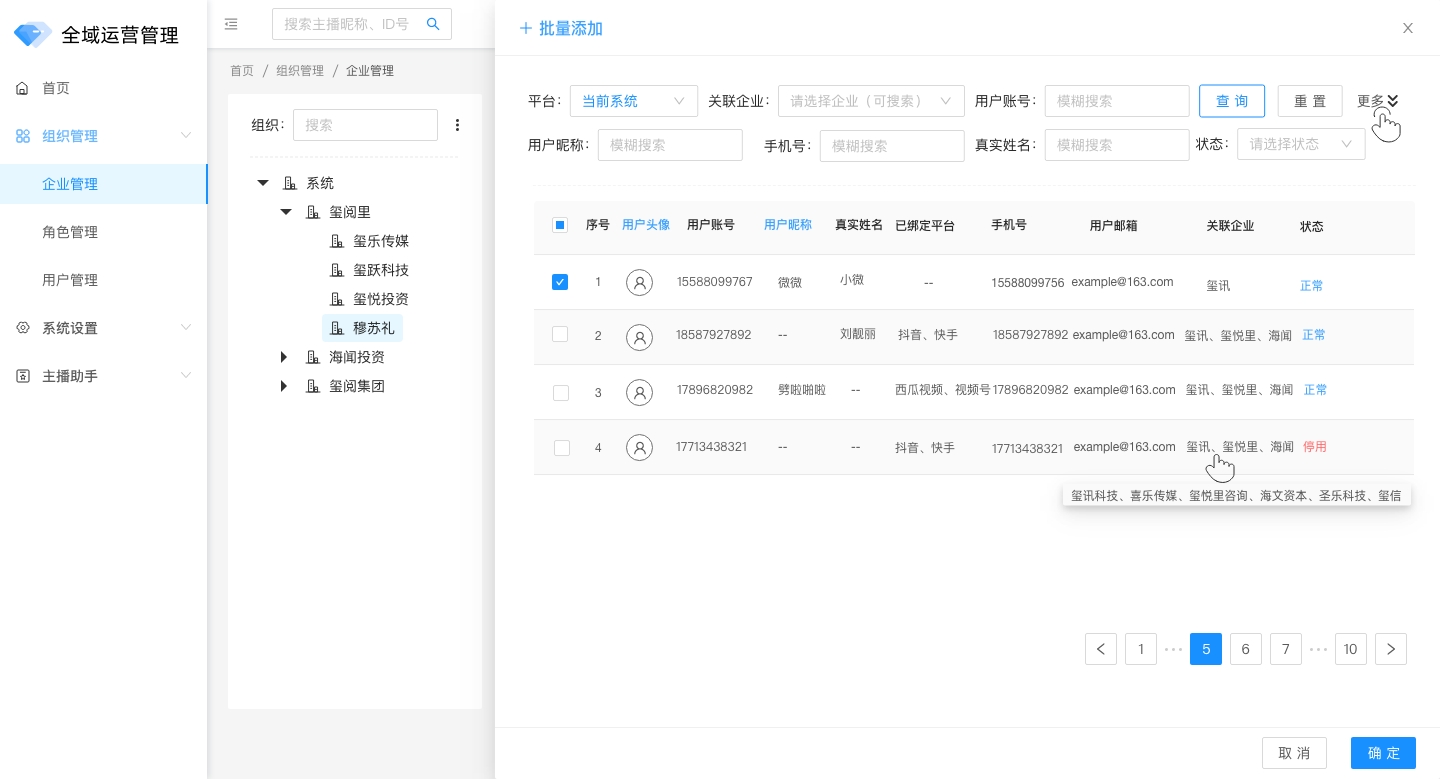 全域运营管理
首页
组织管理
企业管理
角色管理
用户管理
系统设置
主播助手
搜索主播昵称、ID号
首页 / 组织管理 / 企业管理
组织: 搜索
系统
玺阅里
玺乐传媒
玺跃科技
玺悦投资
穆苏礼
海闻投资
玺阅集团
+ 批量添加 X
平台: 当前系统 关联企业: 请选择企业（可搜索） 用户账号: 模糊搜索 查 询 重 置 更多
用户昵称: 模糊搜索 手机号: 模糊搜索 真实姓名: 模糊搜索 状态: 请选择状态
序号 用户头像 用户账号 用户昵称 真实姓名 已绑定平台 手机号 用户邮箱 关联企业 状态
1 15588099767 微微 小微 -- 15588099756 example@163.com 玺讯 正常
2 18587927892 -- 刘靓丽 抖音、快手 18587927892 example@163.com 玺讯、玺悦里、海闻 正常
3 17896820982 劈啦啪啦 -- 西瓜视频、视频号 17896820982 example@163.com 玺讯、玺悦里、海闻 正常
4 17713438321 -- -- 抖音、快手 17713438321 example@163.com 玺讯、玺悦里、海闻 停用
玺讯科技、喜乐传媒、玺悦里咨询、海文资本、圣乐科技、玺信
< 1 ••• 5 6 7 ••• 10 >
取 消 确 定